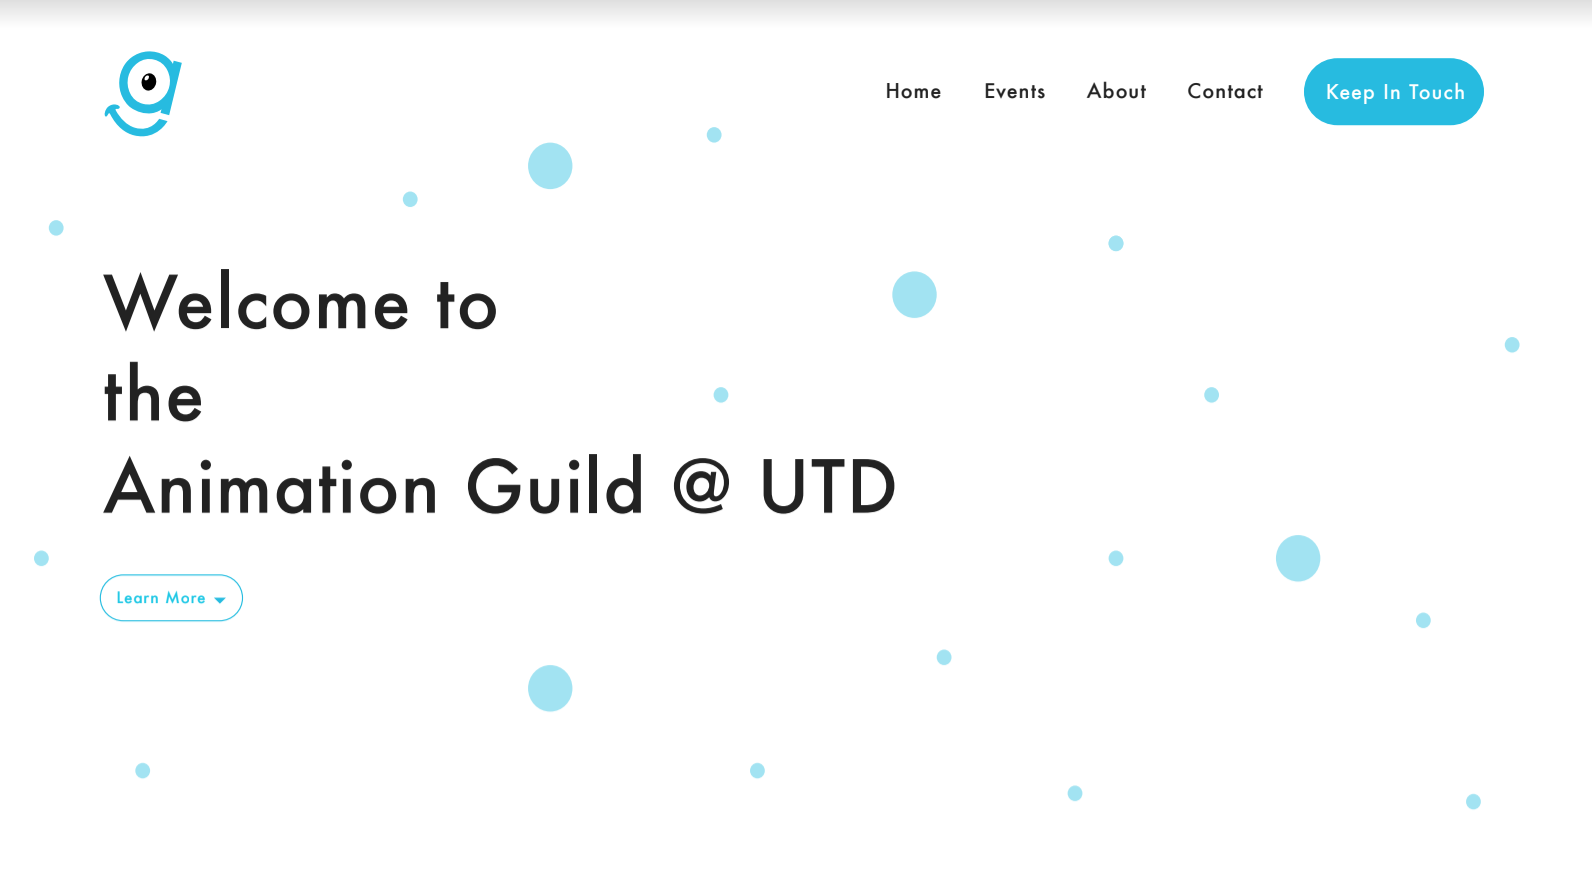 Home Events About Contact Keep In Touch
Welcome to
the
Animation Guild @ UTD
Learn More